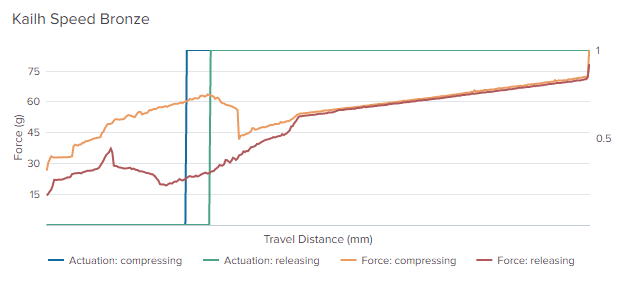 Kailh Speed Bronze
75
60
45
30
15
Force (g)
1
0.5
Travel Distance (mm)
Actuation: compressing
Actuation: releasing
Force: compressing
Force: releasing